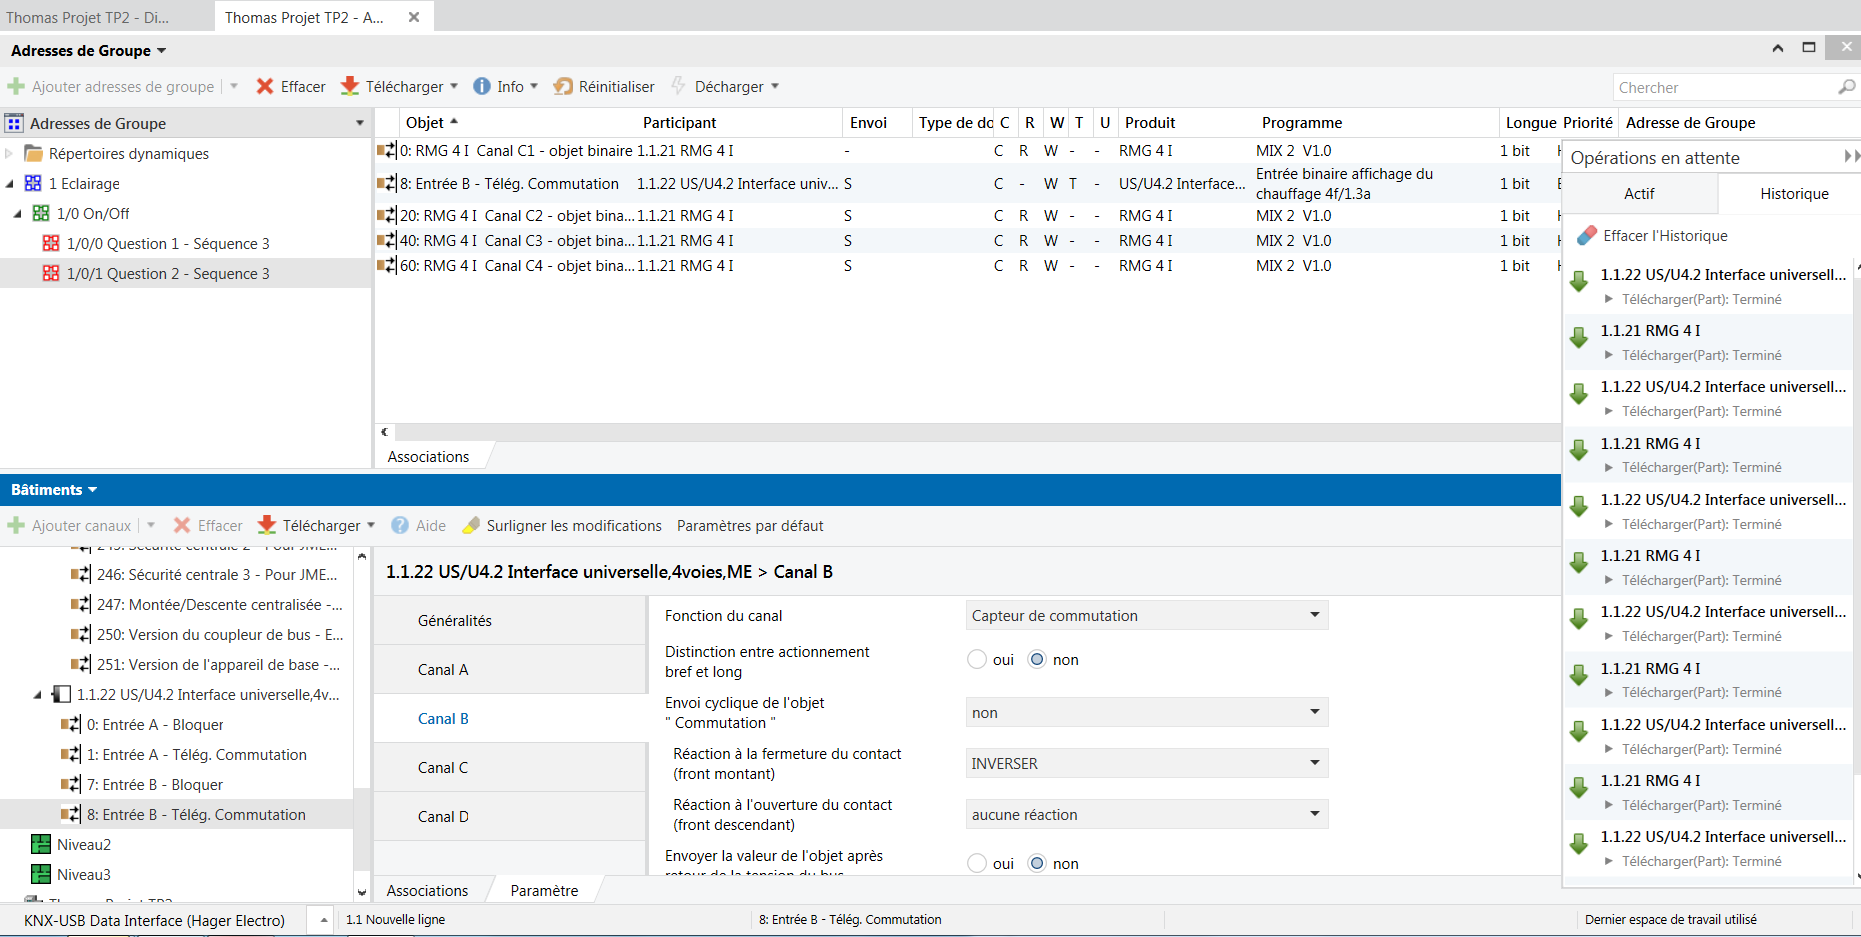 Thomas Projet TP2 - Di...
Thomas Projet TP2 - A...
Adresses de Groupe
Ajouter adresses de groupe
Effacer
Télécharger
Info
Réinitialiser
Décharger
Chercher
Adresses de Groupe
Répertoires dynamiques
1 Eclairage
1/0 On/Off
1/0/0 Question 1 - Séquence 3
1/0/1 Question 2 - Sequence 3
Objet Participant Envoi Type de do C R W T U Produit Programme Longue Priorité Adresse de Groupe
0: RMG 4 I Canal C1 - objet binaire 1.1.21 RMG 4 I - C R W - - RMG 4 I MIX 2 V1.0 1 bit
8: Entrée B - Télég. Commutation 1.1.22 US/U4.2 Interface univ... S C - W T - US/U4.2 Interface... Entrée binaire affichage du chauffage 4f/1.3a 1 bit
20: RMG 4 I Canal C2 - objet bina... 1.1.21 RMG 4 I S C R W - - RMG 4 I MIX 2 V1.0 1 bit
40: RMG 4 I Canal C3 - objet bina... 1.1.21 RMG 4 I S C R W - - RMG 4 I MIX 2 V1.0 1 bit
60: RMG 4 I Canal C4 - objet bina... 1.1.21 RMG 4 I S C R W - - RMG 4 I MIX 2 V1.0 1 bit
Associations
Opérations en attente
Actif
Historique
Effacer l'Historique
1.1.22 US/U4.2 Interface universell...
Télécharger(Part): Terminé
1.1.21 RMG 4 I
Télécharger(Part): Terminé
1.1.22 US/U4.2 Interface universell...
Télécharger(Part): Terminé
1.1.21 RMG 4 I
Télécharger(Part): Terminé
1.1.22 US/U4.2 Interface universell...
Télécharger(Part): Terminé
1.1.21 RMG 4 I
Télécharger(Part): Terminé
1.1.22 US/U4.2 Interface universell...
Télécharger(Part): Terminé
1.1.21 RMG 4 I
Télécharger(Part): Terminé
1.1.22 US/U4.2 Interface universell...
Télécharger(Part): Terminé
1.1.21 RMG 4 I
Télécharger(Part): Terminé
1.1.22 US/U4.2 Interface universell...
Télécharger(Part): Terminé
Bâtiments
Ajouter canaux
Effacer
Télécharger
Aide
Surligner les modifications
Paramètres par défaut
245: Sécurité centrale 2 - Pour JME...
246: Sécurité centrale 3 - Pour JME...
247: Montée/Descente centralisée -...
250: Version du coupleur de bus - E...
251: Version de l'appareil de base -...
1.1.22 US/U4.2 Interface universelle,4v...
0: Entrée A - Bloquer
1: Entrée A - Télég. Commutation
7: Entrée B - Bloquer
8: Entrée B - Télég. Commutation
Niveau2
Niveau3
Thomas Projet TP2
1.1.22 US/U4.2 Interface universelle,4voies,ME > Canal B
Généralités
Canal A
Canal B
Canal C
Canal D
Fonction du canal
Capteur de commutation
Distinction entre actionnement
bref et long
oui non
Envoi cyclique de l'objet
" Commutation "
non
Réaction à la fermeture du contact
(front montant)
INVERSER
Réaction à l'ouverture du contact
(front descendant)
aucune réaction
Envoyer la valeur de l'objet après
retour de la tension du bus
oui non
Associations
Paramètre
KNX-USB Data Interface (Hager Electro)
1.1 Nouvelle ligne
8: Entrée B - Télég. Commutation
Dernier espace de travail utilisé